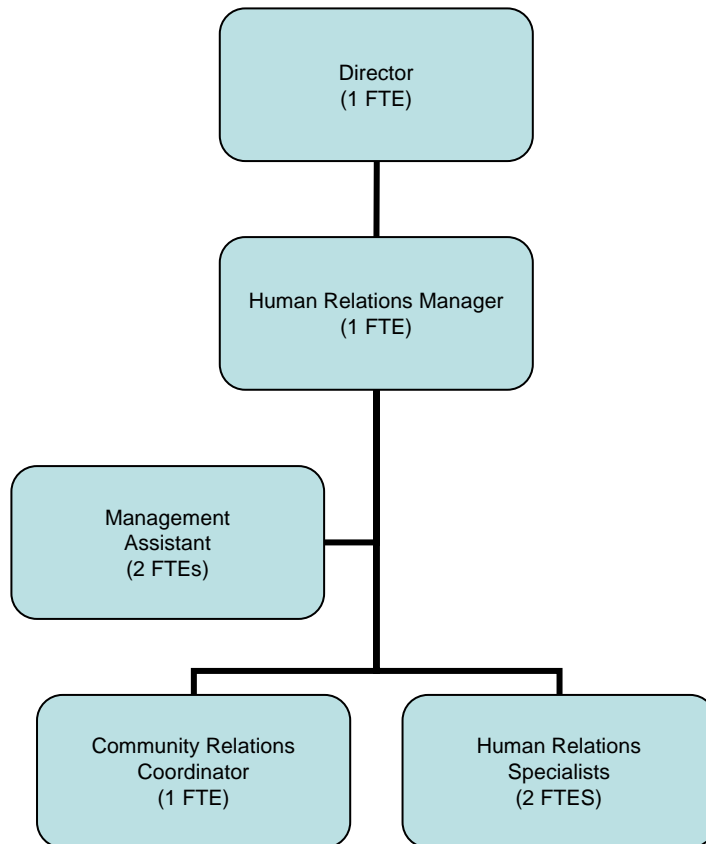 Director
(1 FTE)
Human Relations Manager
(1 FTE)
Management
Assistant
(2 FTEs)
Community Relations
Coordinator
(1 FTE)
Human Relations
Specialists
(2 FTES)